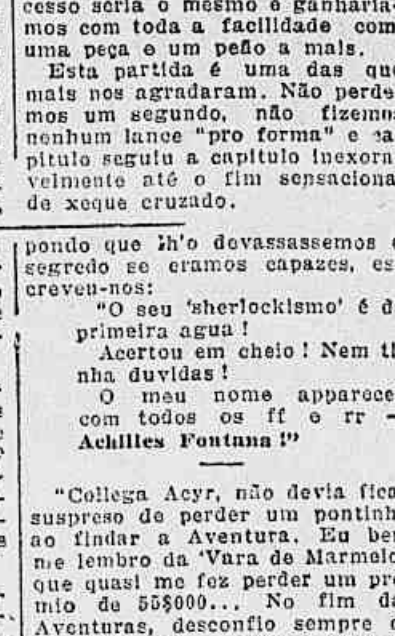 cesso seria o mesmo e ganharia-
mos com toda a facilidade com
uma peça e um peão a mais.
Esta partida é uma das que
mais nos agradaram. Não perde-
mos um segundo, não fizemos
nenhum lance "pro forma" e ca-
pitulo seguiu a capitulo inexora-
velmente até o fim sensacional
de xeque cruzado.
pondo que lh'o devassassemos o
segredo se eramos capazes, es-
creveu-nos:
"O seu 'sherlockismo' é d
primeira agua!
Acertou em cheio! Nem ti
nha duvidas!
O meu nome apparece
com todos os ff e rr —
Achilles Fontana!"
"Collega Acyr, não devia fica
suspreso de perder um pontinh
ao findar a Aventura. Eu be
me lembro da 'Vara de Marmelo
que quasi me fez perder um pre
mio de 55$000... No fim da
Aventuras, desconfio sempre d